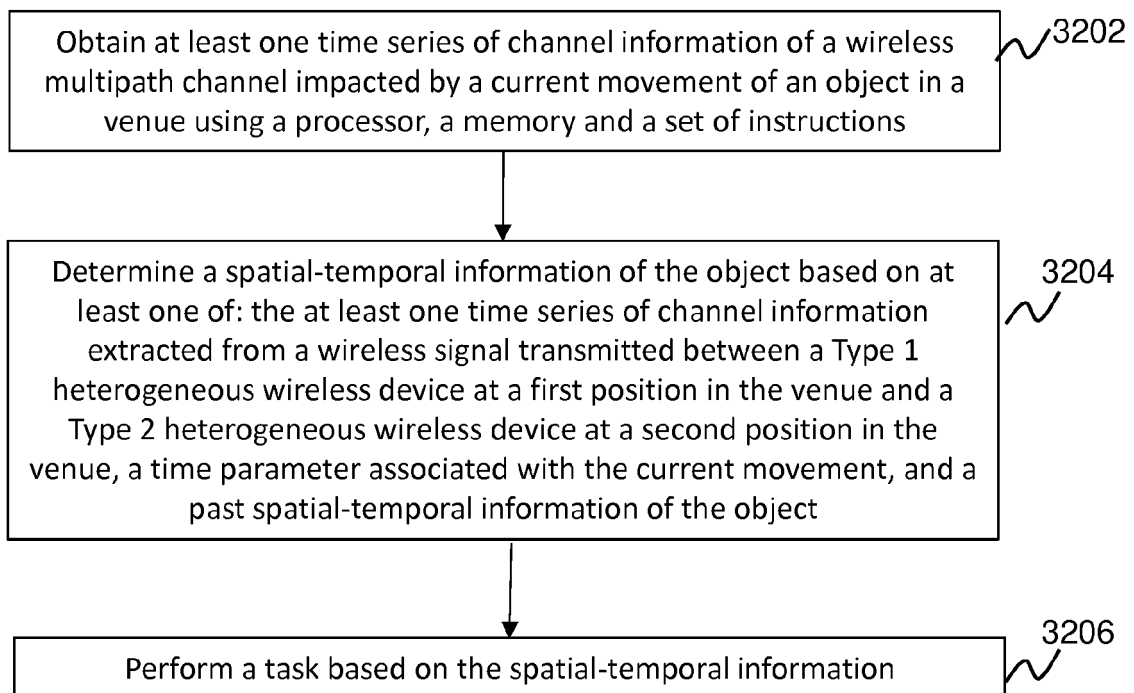 Obtain at least one time series of channel information of a wireless
multipath channel impacted by a current movement of an object in a
venue using a processor, a memory and a set of instructions
3202
Determine a spatial-temporal information of the object based on at
least one of: the at least one time series of channel information
extracted from a wireless signal transmitted between a Type 1
heterogeneous wireless device at a first position in the venue and a
Type 2 heterogeneous wireless device at a second position in the
venue, a time parameter associated with the current movement, and a
past spatial-temporal information of the object
3204
Perform a task based on the spatial-temporal information
3206